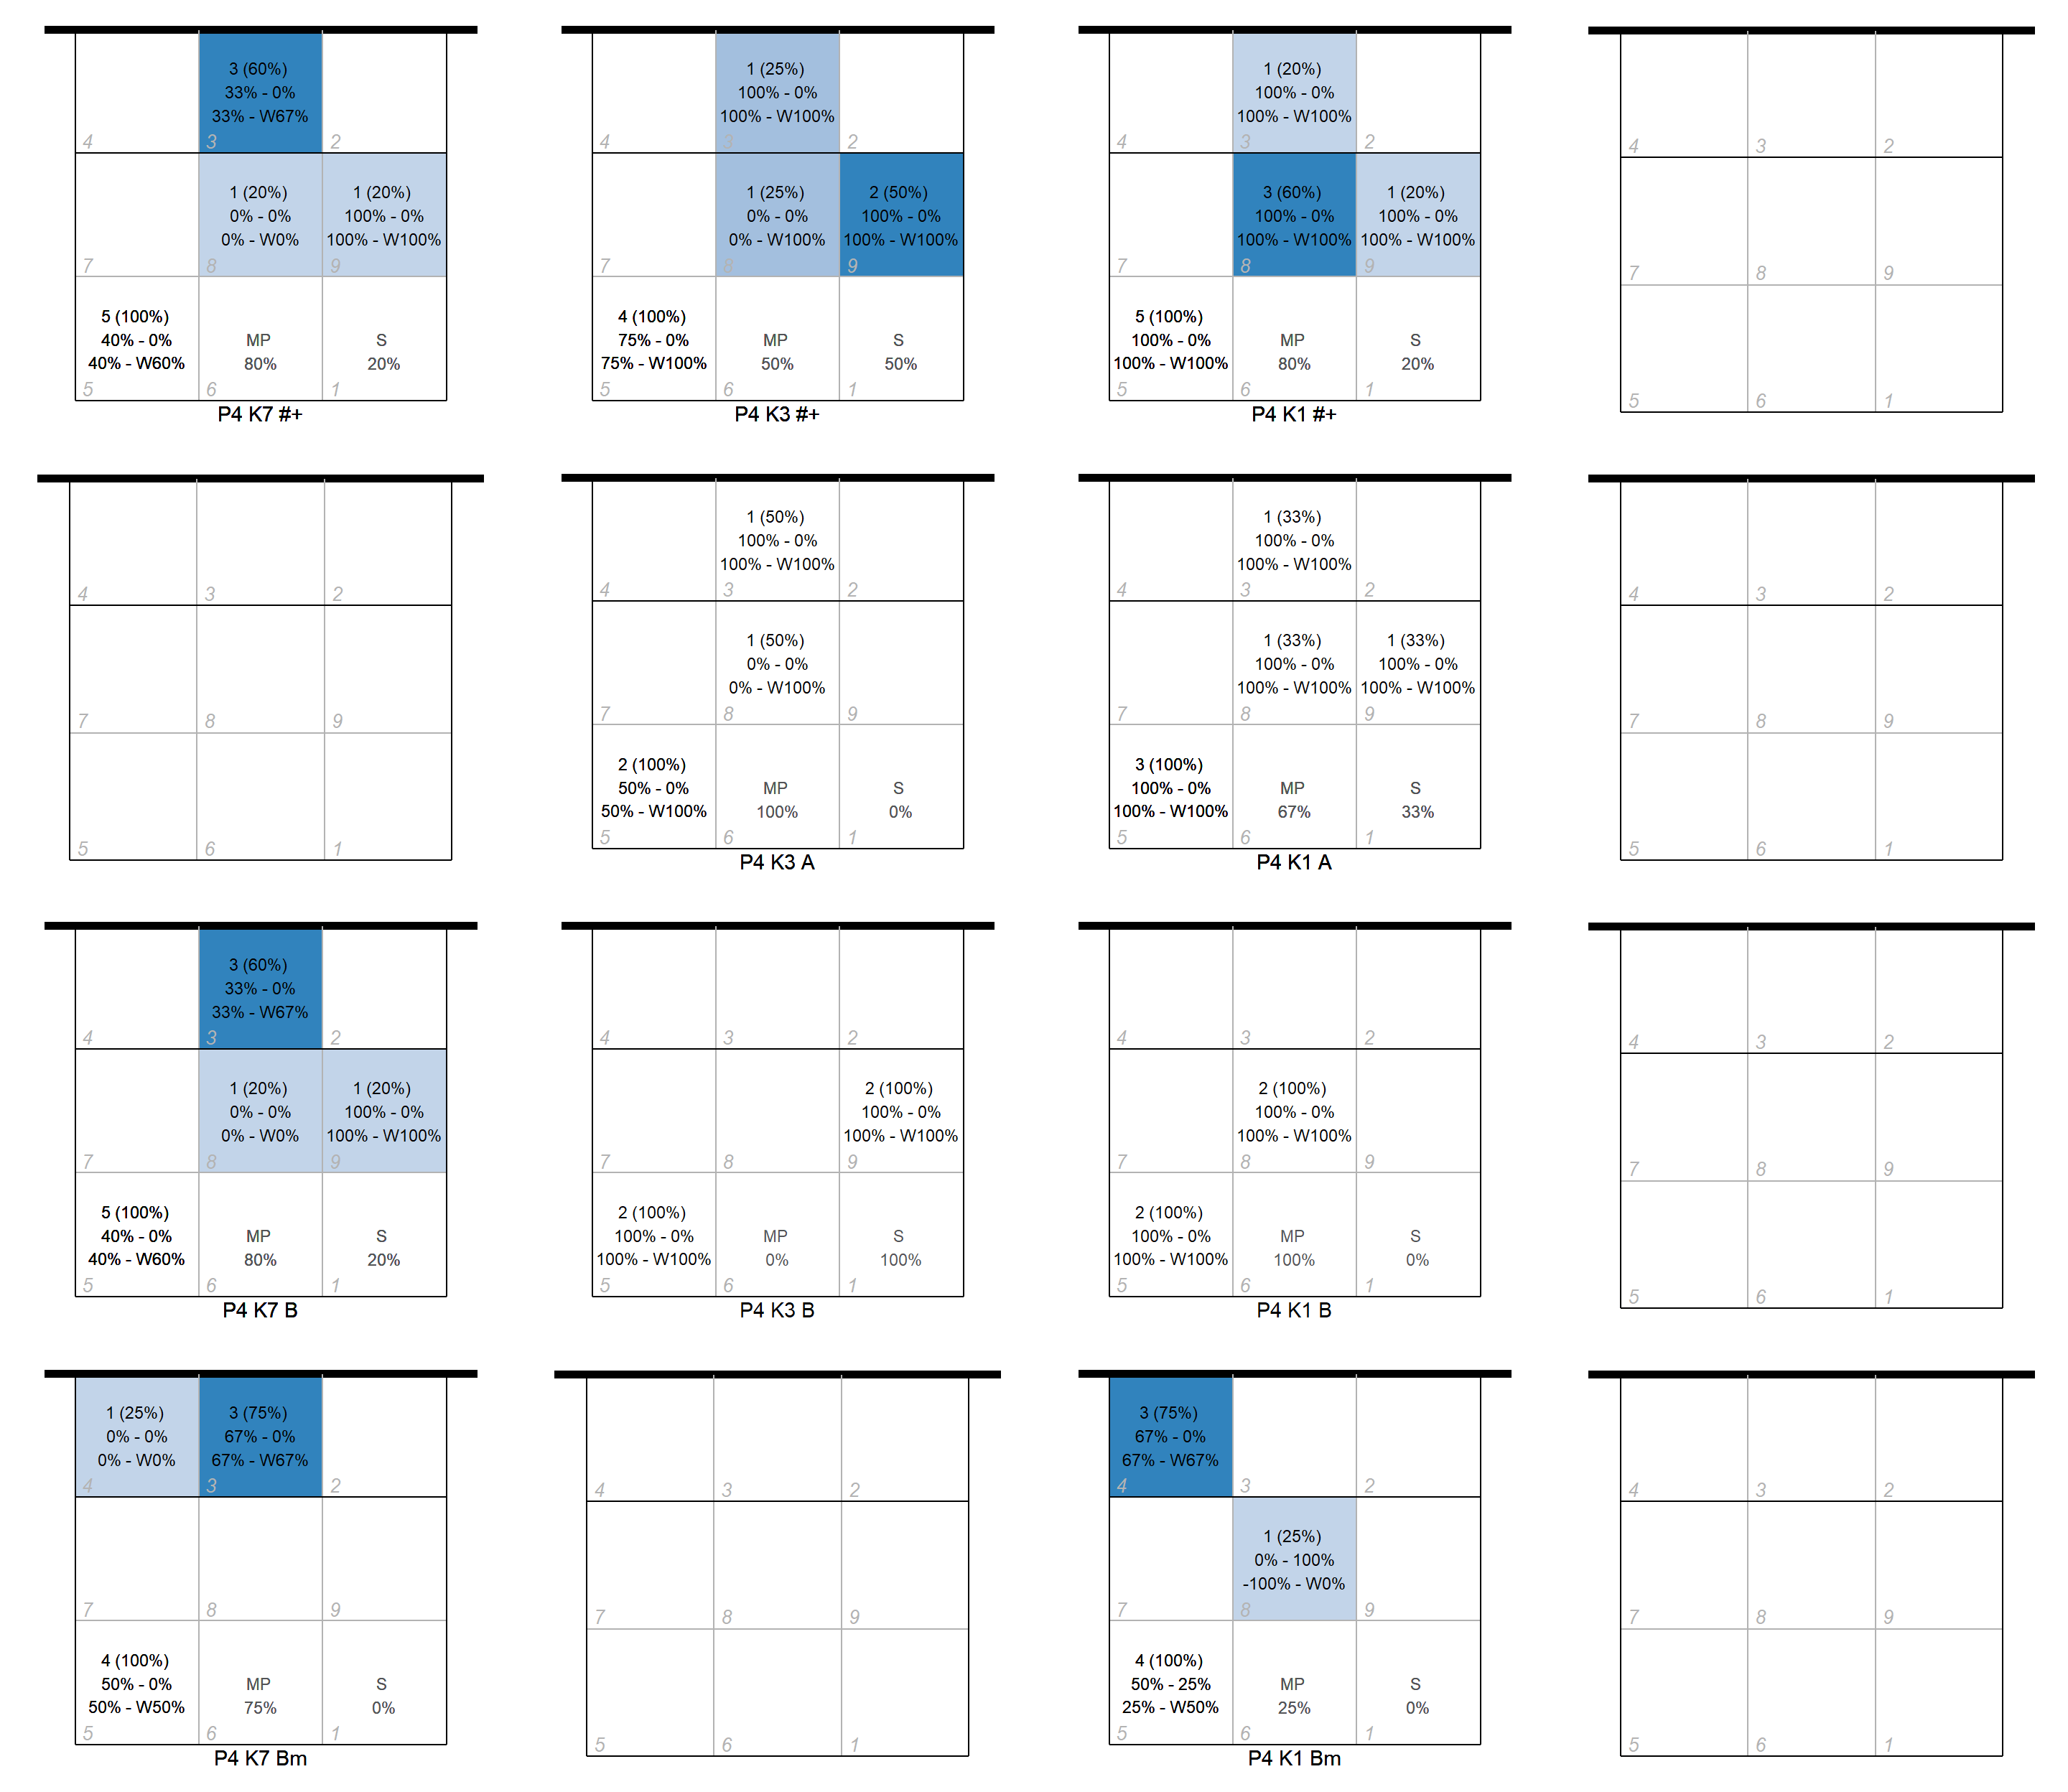 3 (60%)
33% - 0%
33% - W67%
4 3 2
1 (20%) 1 (20%)
0% - 0% 100% - 0%
0% - W0% 100% - W100%
7 8 9
5 (100%)
40% - 0% MP S
40% - W60% 80% 20%
5 6 1
P4 K7 #+
1 (25%)
100% - 0%
100% - W100%
4 3 2
1 (25%) 2 (50%)
0% - 0% 100% - 0%
0% - W100% 100% - W100%
7 8 9
4 (100%)
75% - 0% MP S
75% - W100% 50% 50%
5 6 1
P4 K3 #+
1 (20%)
100% - 0%
100% - W100%
4 3 2
3 (60%) 1 (20%)
100% - 0% 100% - 0%
100% - W100% 100% - W100%
7 8 9
5 (100%)
100% - 0% MP S
100% - W100% 80% 20%
5 6 1
P4 K1 #+
4 3 2
7 8 9
5 6 1
4 3 2
7 8 9
5 6 1
1 (50%)
100% - 0%
100% - W100%
4 3 2
1 (50%)
0% - 0%
0% - W100%
7 8 9
2 (100%)
50% - 0% MP S
50% - W100% 100% 0%
5 6 1
P4 K3 A
1 (33%)
100% - 0%
100% - W100%
4 3 2
1 (33%) 1 (33%)
100% - 0% 100% - 0%
100% - W100% 100% - W100%
7 8 9
3 (100%)
100% - 0% MP S
100% - W100% 67% 33%
5 6 1
P4 K1 A
4 3 2
7 8 9
5 6 1
3 (60%)
33% - 0%
33% - W67%
4 3 2
1 (20%) 1 (20%)
0% - 0% 100% - 0%
0% - W0% 100% - W100%
7 8 9
5 (100%)
40% - 0% MP S
40% - W60% 80% 20%
5 6 1
P4 K7 B
4 3 2
2 (100%)
100% - 0%
100% - W100%
7 8 9
2 (100%)
100% - 0% MP S
100% - W100% 0% 100%
5 6 1
P4 K3 B
4 3 2
2 (100%)
100% - 0%
100% - W100%
7 8 9
2 (100%)
100% - 0% MP S
100% - W100% 100% 0%
5 6 1
P4 K1 B
4 3 2
7 8 9
5 6 1
1 (25%) 3 (75%)
0% - 0% 67% - 0%
0% - W0% 67% - W67%
4 3 2
7 8 9
4 (100%)
50% - 0% MP S
50% - W50% 75% 0%
5 6 1
P4 K7 Bm
4 3 2
7 8 9
5 6 1
3 (75%)
67% - 0%
67% - W67%
4 3 2
1 (25%)
0% - 100%
-100% - W0%
7 8 9
4 (100%)
50% - 25% MP S
25% - W50% 25% 0%
5 6 1
P4 K1 Bm
4 3 2
7 8 9
5 6 1